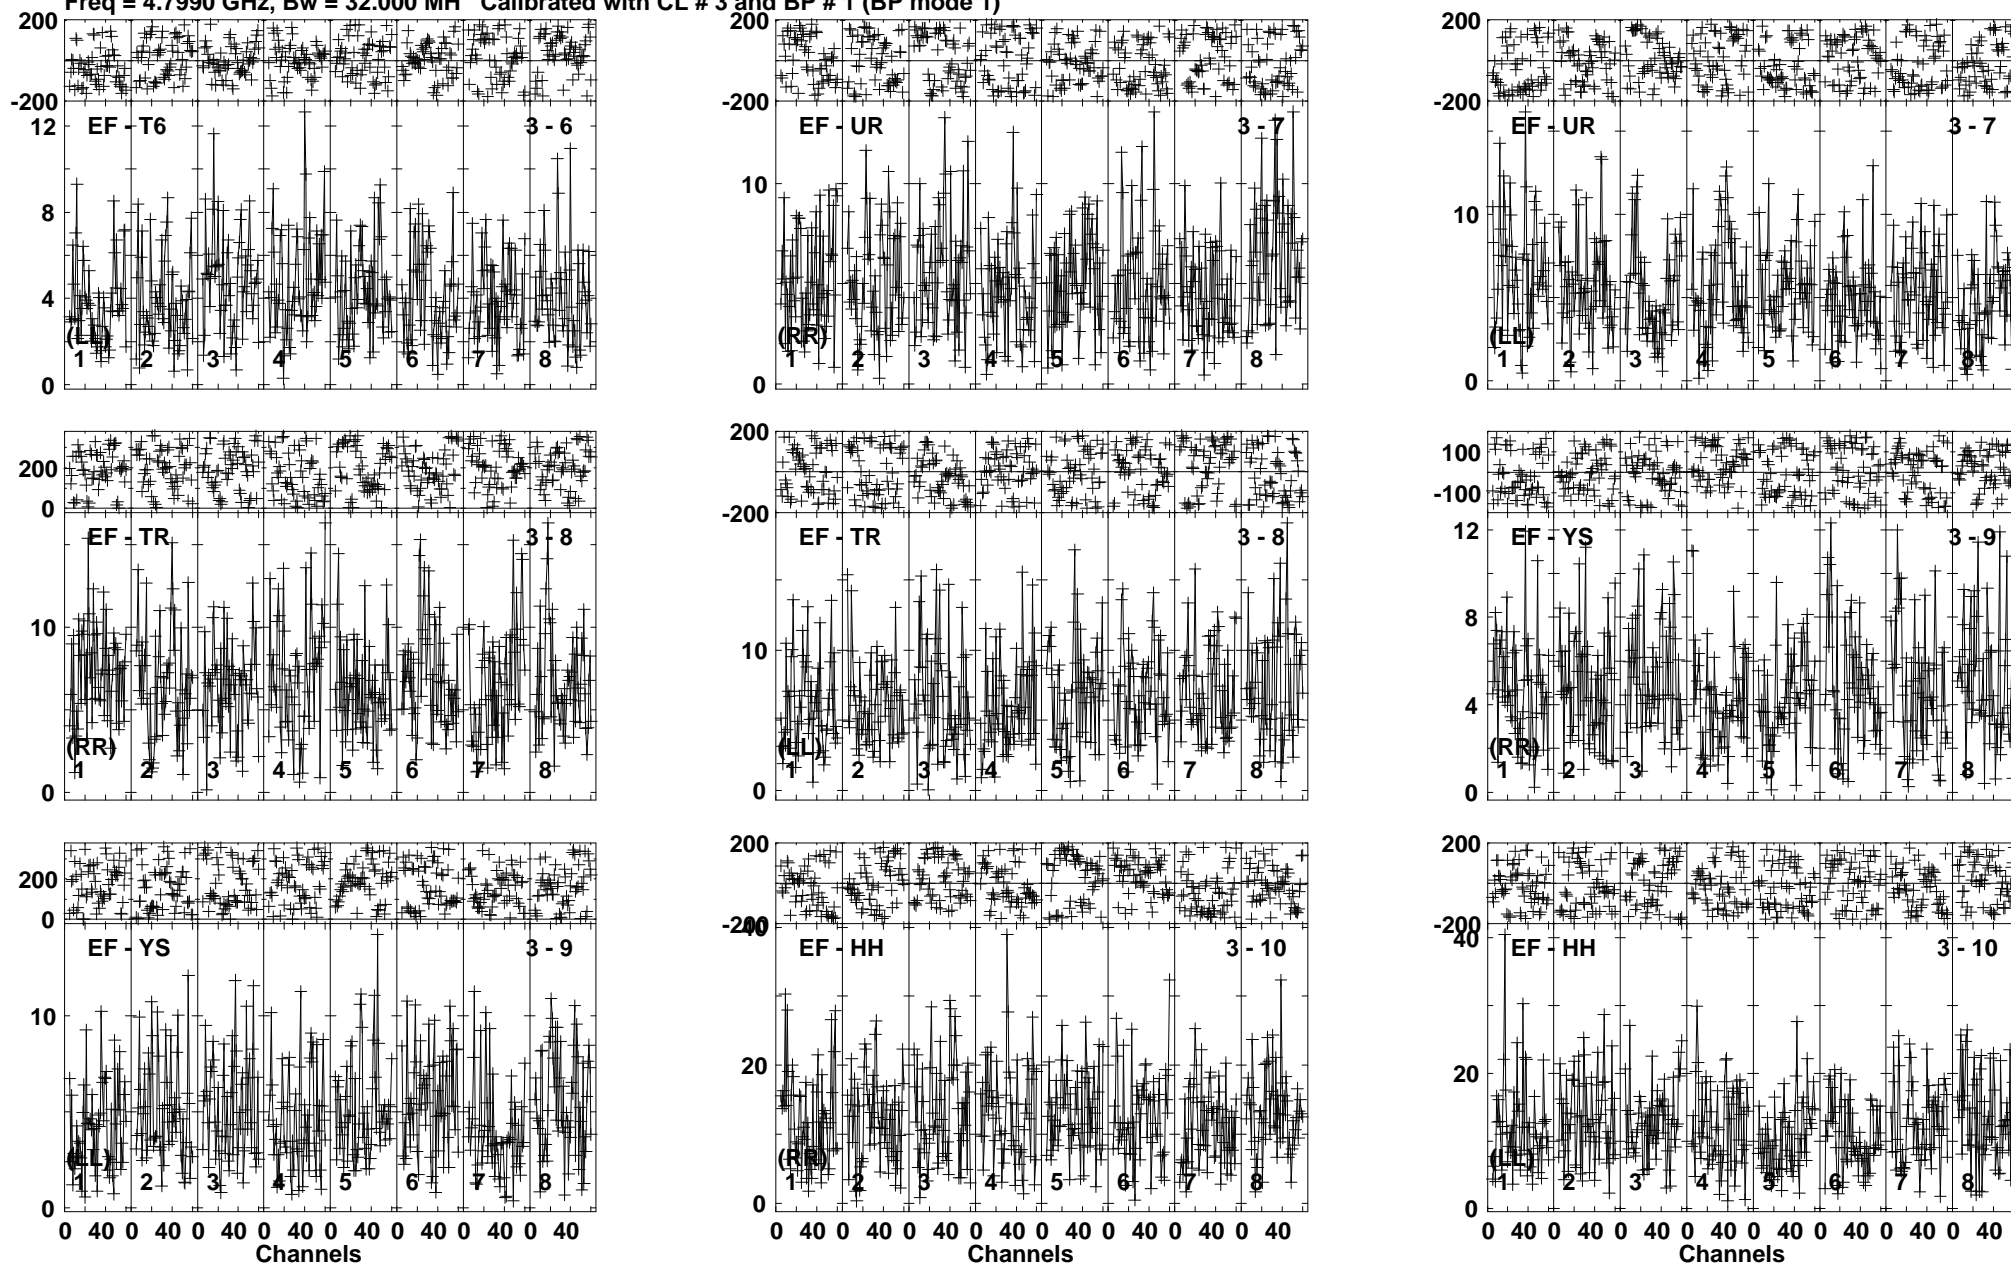 Freq = 4.7990 GHz, Bw = 32.000 MH Calibrated with CL # 3 and BP # 1 (BP mode 1)
200
-200
EF - T6 3 - 6
12
8
4
0
(LL)
1 2 3 4 5 6 7 8
200
-200
EF - UR 3 - 7
10
0
(RR)
1 2 3 4 5 6 7 8
200
-200
EF - UR 3 - 7
10
0
(LL)
1 2 3 4 5 6 7 8
200
0
EF - TR 3 - 8
10
0
(RR)
1 2 3 4 5 6 7 8
200
-200
EF - TR 3 - 8
10
0
(LL)
1 2 3 4 5 6 7 8
100
-100
EF - YS 3 - 9
12
8
4
0
(RR)
1 2 3 4 5 6 7 8
200
0
EF - YS 3 - 9
10
0
(LL)
1 2 3 4 5 6 7 8
0 40 0 40 0 40 0 40 0 40 0 40 0 40 0 40
Channels
200
-200
40
EF - HH 3 - 10
20
0
(RR)
1 2 3 4 5 6 7 8
0 40 0 40 0 40 0 40 0 40 0 40 0 40 0 40
Channels
200
-200
40
EF - HH 3 - 10
20
0
(LL)
1 2 3 4 5 6 7 8
0 40 0 40 0 40 0 40 0 40 0 40 0 40 0 40
Channels